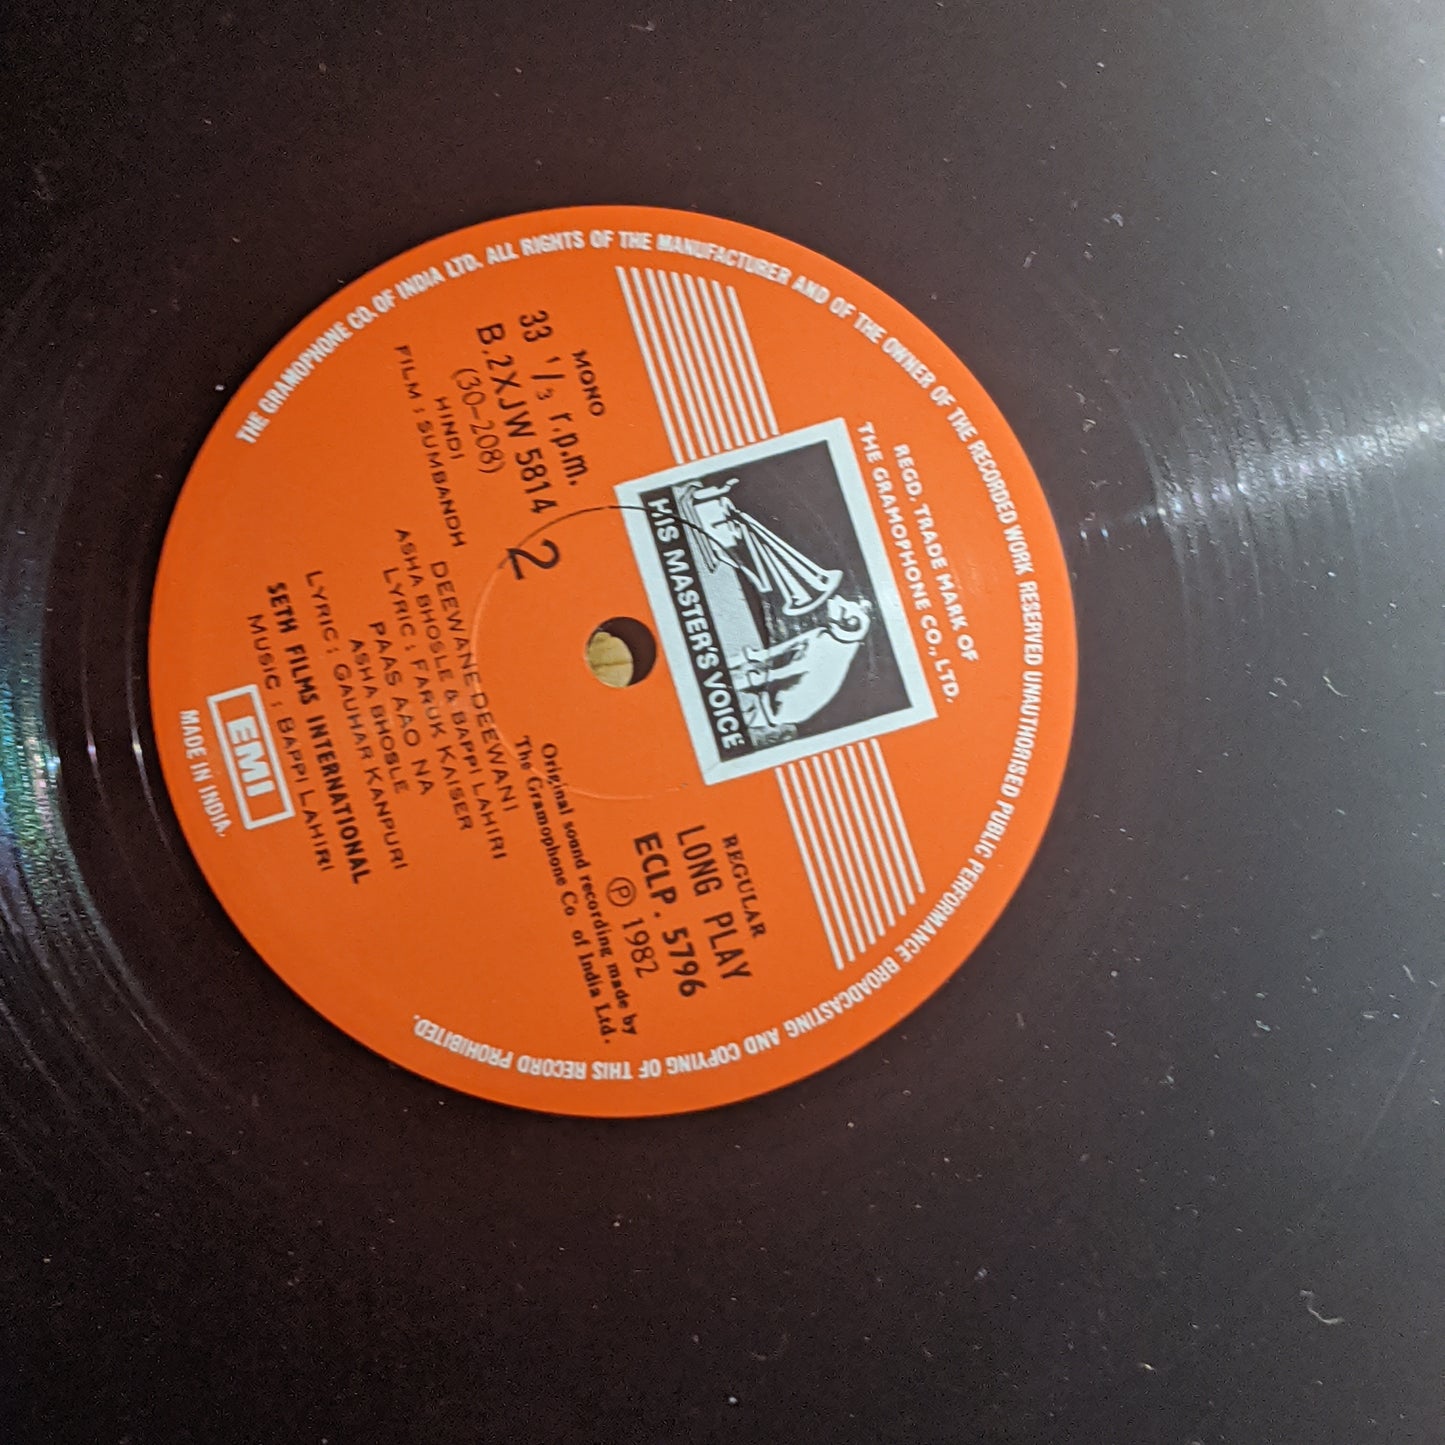 THE GRAMOPHONE CO. OF INDIA LTD. ALL RIGHTS OF THE MANUFACTURER AND OF THE OWNER OF THE RECORDED WORK RESERVED UNAUTHORISED PUBLIC PERFORMANCE BROADCASTING AND COPYING OF THIS RECORD PROHIBITED.
REGD. TRADE MARK OF
THE GRAMOPHONE CO., LTD.
HIS MASTER'S VOICE
MONO
33 1/3 r.p.m.
B.2XJW 5814
(30-208)
2
REGULAR
LONG PLAY
ECLP. 5796
Ⓟ 1982
Original sound recording made by
The Gramophone Co. of India Ltd.
HINDI
FILM : SUMBANDH
DEEWANE DEEWANI
ASHA BHOSLE & BAPPI LAHIRI
LYRIC : FARUK KAISER
PAAS AAO NA
ASHA BHOSLE
LYRIC : GAUHAR KANPURI
SETH FILMS INTERNATIONAL
MUSIC : BAPPI LAHIRI
EMI
MADE IN INDIA.